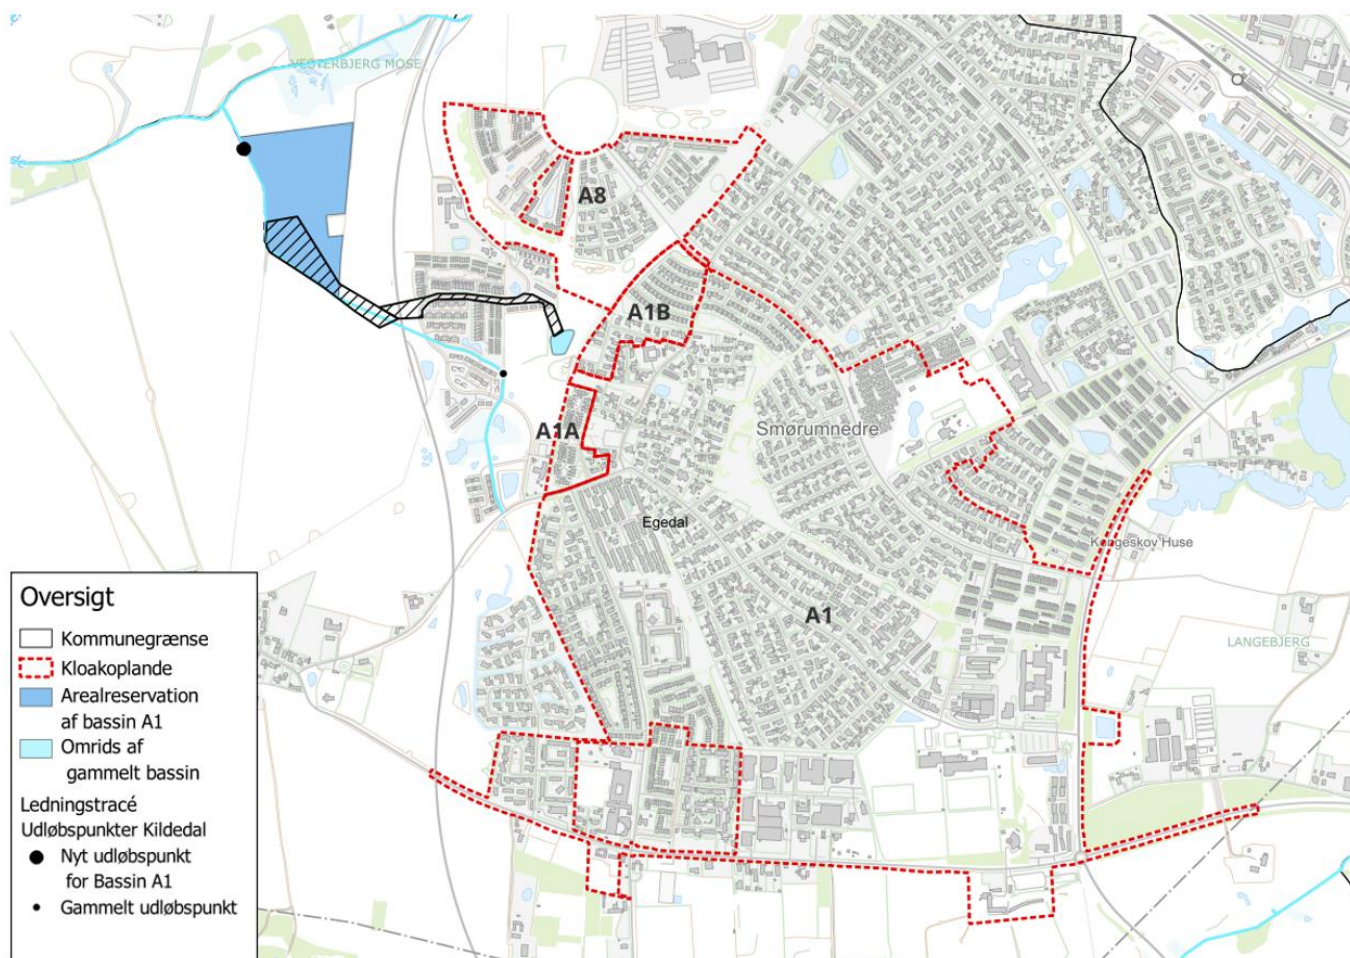 VESTERBJERG MOSE
A8
A1B
A1A
Smørumnedre
Egedal
Kongeskov Huse
A1
LANGEBJERG
Oversigt
Kommunegrænse
Kloakoplande
Arealreservation
af bassin A1
Omrids af
gammelt bassin
Ledningstracé
Udløbspunkter Kildedal
Nyt udløbspunkt
for Bassin A1
Gammelt udløbspunkt